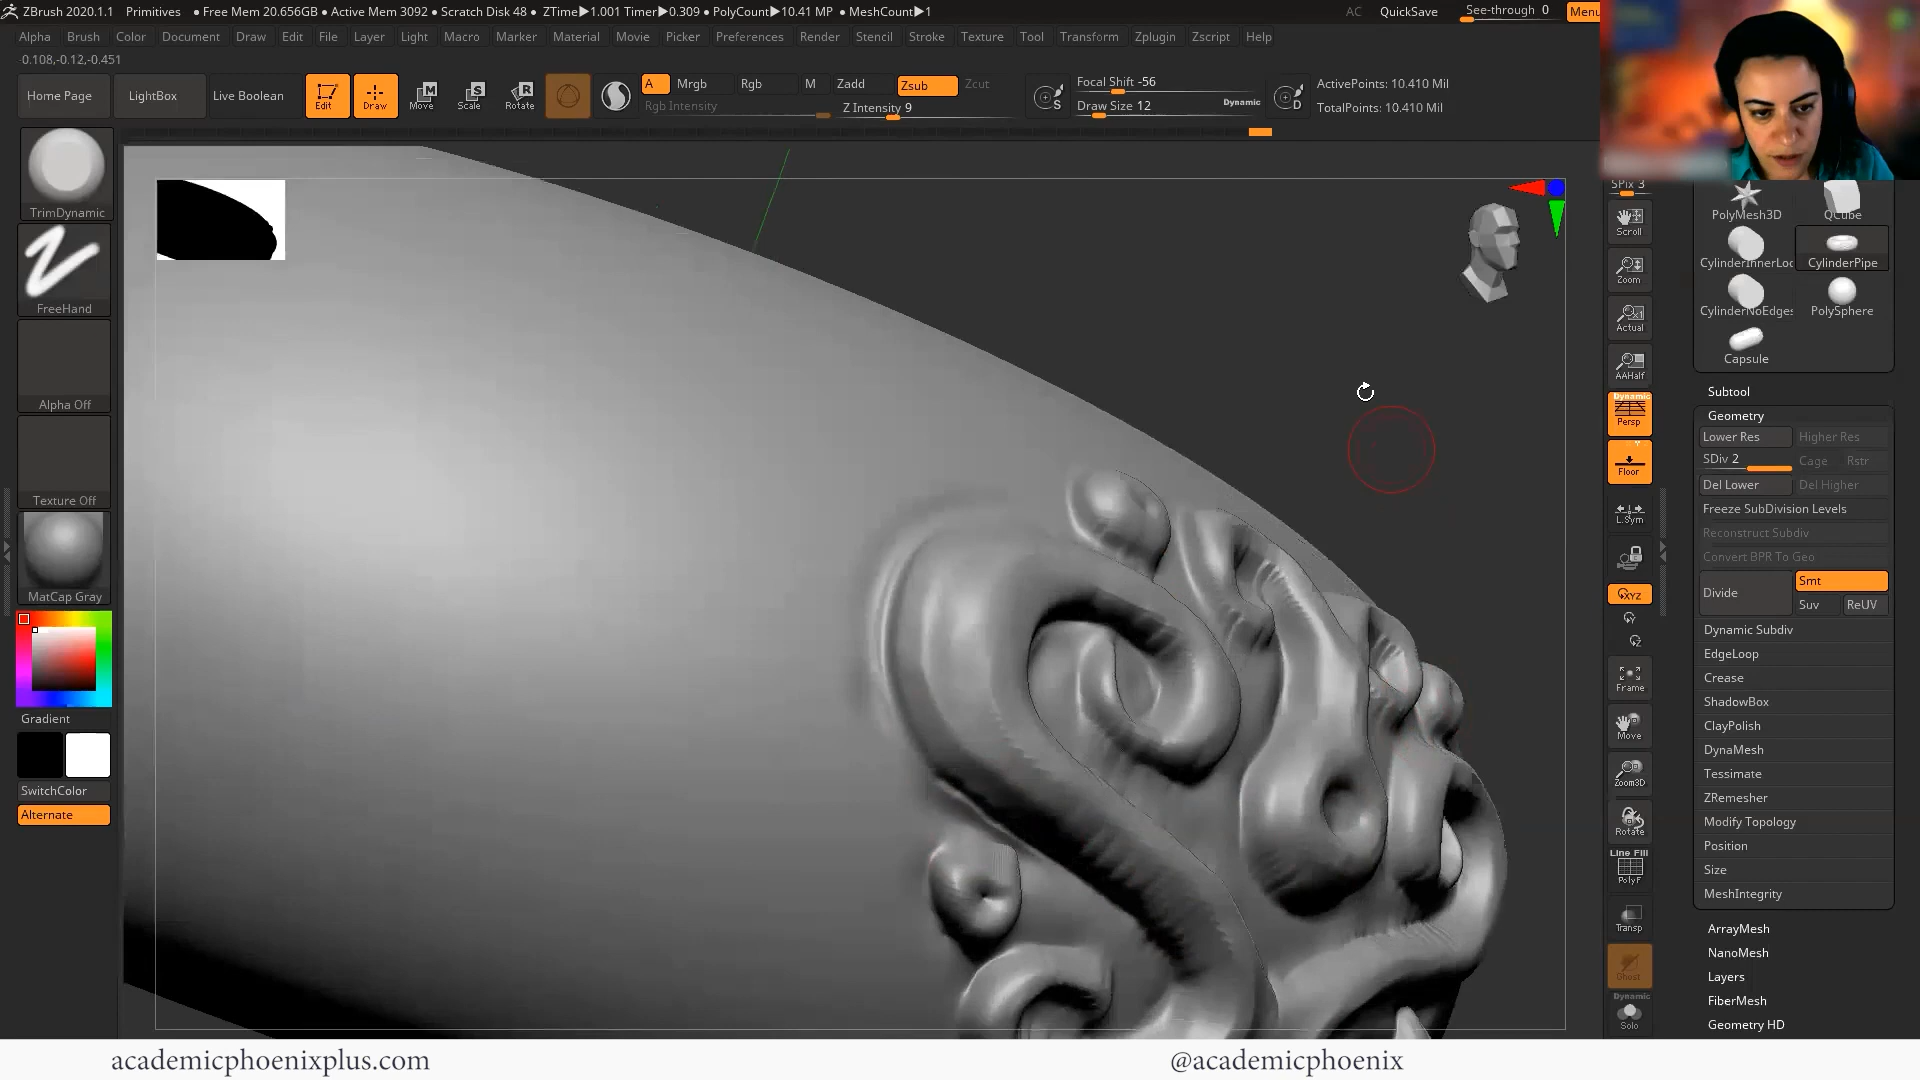 ZBrush 2020.1.1 Primitives ● Free Mem 20.656GB ● Active Mem 3092 ● Scratch Disk 48 ● ZTime▶1.001 Timer▶0.309 ● PolyCount▶10.41 MP ● MeshCount▶1 AC QuickSave See-through 0 Menu
Alpha Brush Color Document Draw Edit File Layer Light Macro Marker Material Movie Picker Preferences Render Stencil Stroke Texture Tool Transform Zplugin Zscript Help
0.108,-0.12,-0.451
Home Page LightBox Live Boolean Edit Draw Move Scale Rotate
A Mrgb Rgb M Zadd Zsub Zcut
Rgb Intensity Z Intensity 9
Focal Shift -56
Draw Size 12 Dynamic
S D
ActivePoints: 10.410 Mil
TotalPoints: 10.410 Mil
TrimDynamic
FreeHand
Alpha Off
Texture Off
MatCap Gray
Gradient
SwitchColor
Alternate
SPix 3
Scroll
Zoom
Actual
AAHalf
Dynamic
Persp
Floor
L.Sym
XYZ
Frame
Move
Zoom3D
Rotate
Line Fill
PolyF
Transp
Ghost
Dynamic
Solo
PolyMesh3D QCube
CylinderInnerLoc CylinderPipe
CylinderNoEdges PolySphere
Capsule
Subtool
Geometry
Lower Res Higher Res
SDiv 2 Cage Rstr
Del Lower Del Higher
Freeze SubDivision Levels
Reconstruct Subdiv
Convert BPR To Geo
Divide Smt
Suv ReUV
Dynamic Subdiv
EdgeLoop
Crease
ShadowBox
ClayPolish
DynaMesh
Tessimate
ZRemesher
Modify Topology
Position
Size
MeshIntegrity
ArrayMesh
NanoMesh
Layers
FiberMesh
Geometry HD
academicphoenixplus.com @academicphoenix